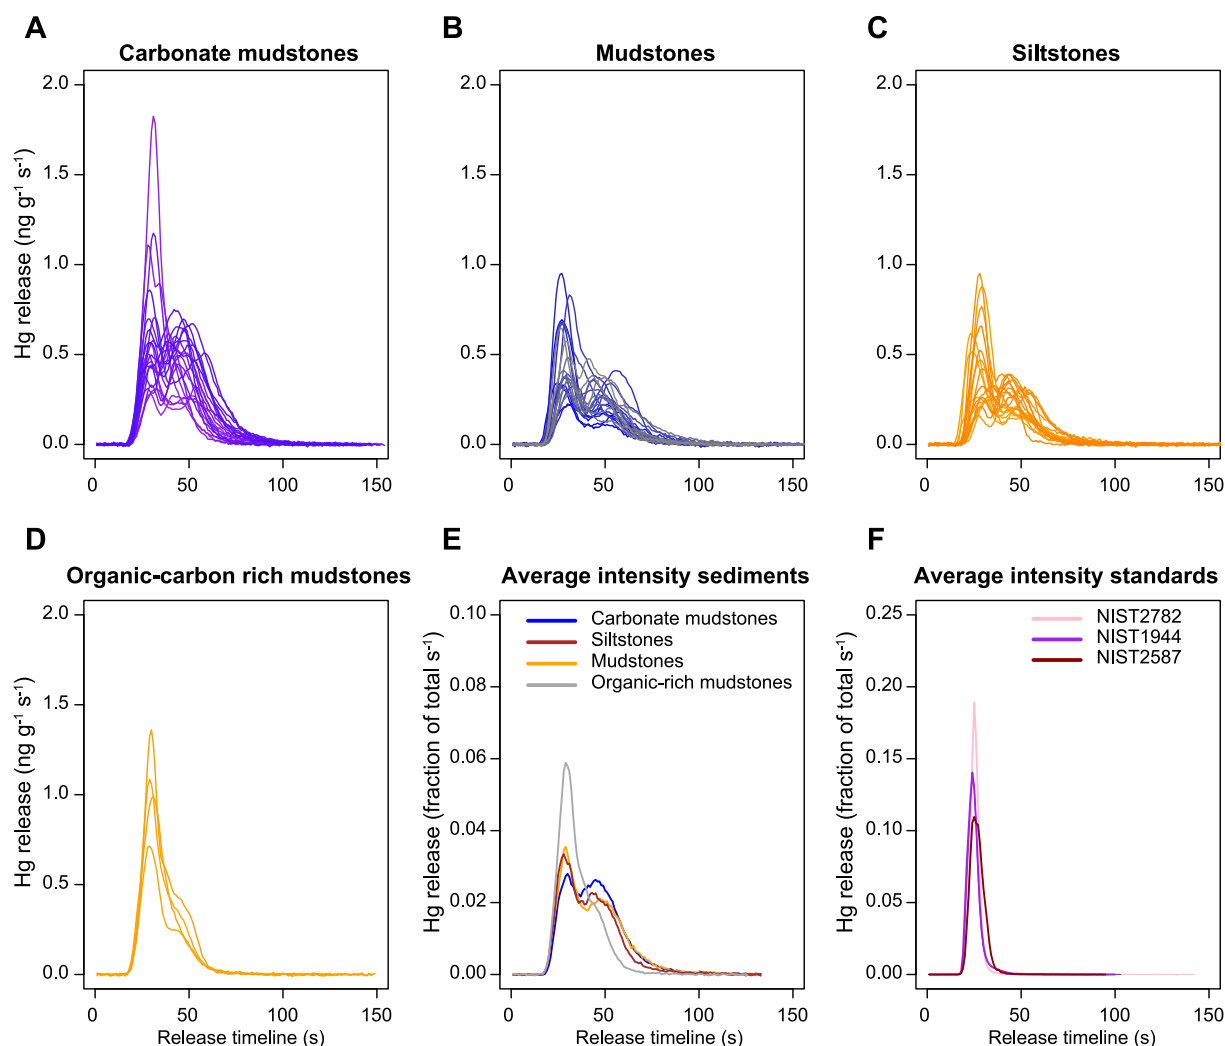 A
Carbonate mudstones
2.0
1.5
1.0
0.5
0.0
Hg release (ng g⁻¹ s⁻¹)
0 50 100 150
B
Mudstones
2.0
1.5
1.0
0.5
0.0
0 50 100 150
C
Siltstones
2.0
1.5
1.0
0.5
0.0
0 50 100 150
D
Organic-carbon rich mudstones
2.0
1.5
1.0
0.5
0.0
Hg release (ng g⁻¹ s⁻¹)
0 50 100 150
Release timeline (s)
E
Average intensity sediments
0.10
0.08
0.06
0.04
0.02
0.00
Hg release (fraction of total s⁻¹)
Carbonate mudstones
Siltstones
Mudstones
Organic-rich mudstones
0 50 100 150
Release timeline (s)
F
Average intensity standards
0.25
0.20
0.15
0.10
0.05
0.00
Hg release (fraction of total s⁻¹)
NIST2782
NIST1944
NIST2587
0 50 100 150
Release timeline (s)